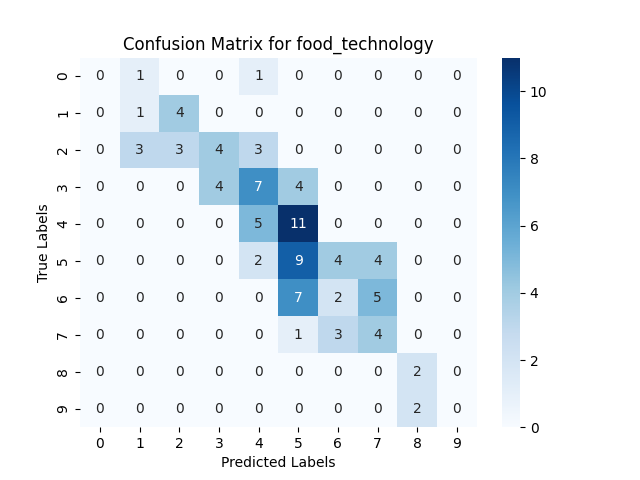 Confusion Matrix for food_technology
0 0 1 0 0 1 0 0 0 0 0
1 0 1 4 0 0 0 0 0 0 0
2 0 3 3 4 3 0 0 0 0 0
3 0 0 0 4 7 4 0 0 0 0
4 0 0 0 0 5 11 0 0 0 0
5 0 0 0 0 2 9 4 4 0 0
6 0 0 0 0 0 7 2 5 0 0
7 0 0 0 0 0 1 3 4 0 0
8 0 0 0 0 0 0 0 0 2 0
9 0 0 0 0 0 0 0 0 2 0
0 1 2 3 4 5 6 7 8 9
Predicted Labels
True Labels
10
8
6
4
2
0